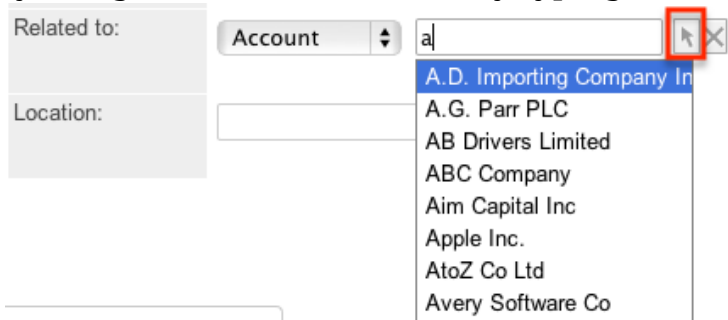 Related to:
Account
a
A.D. Importing Company In
A.G. Parr PLC
Location:
AB Drivers Limited
ABC Company
Aim Capital Inc
Apple Inc.
AtoZ Co Ltd
Avery Software Co